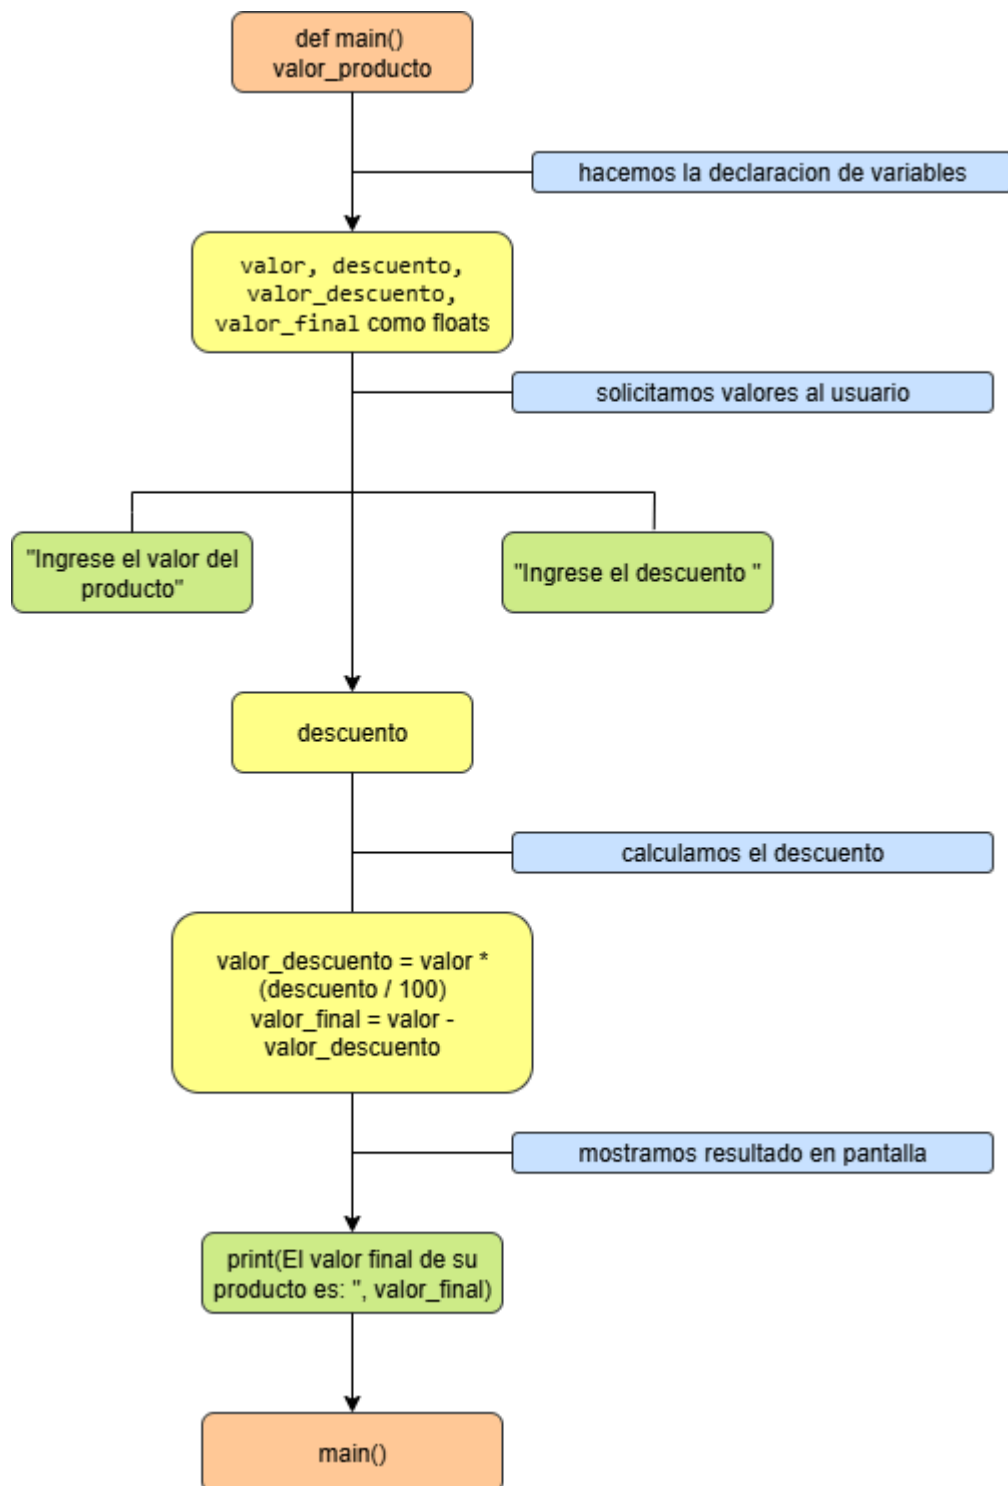 def main()
valor_producto
hacemos la declaracion de variables
valor, descuento,
valor_descuento,
valor_final como floats
solicitamos valores al usuario
"Ingrese el valor del
producto"
"Ingrese el descuento "
descuento
calculamos el descuento
valor_descuento = valor *
(descuento / 100)
valor_final = valor -
valor_descuento
mostramos resultado en pantalla
print(El valor final de su
producto es: ", valor_final)
main()